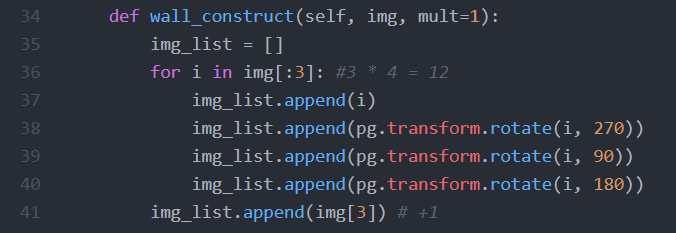 34 def wall_construct(self, img, mult=1):
35 img_list = []
36 for i in img[:3]: #3 * 4 = 12
37 img_list.append(i)
38 img_list.append(pg.transform.rotate(i, 270))
39 img_list.append(pg.transform.rotate(i, 90))
40 img_list.append(pg.transform.rotate(i, 180))
41 img_list.append(img[3]) # +1